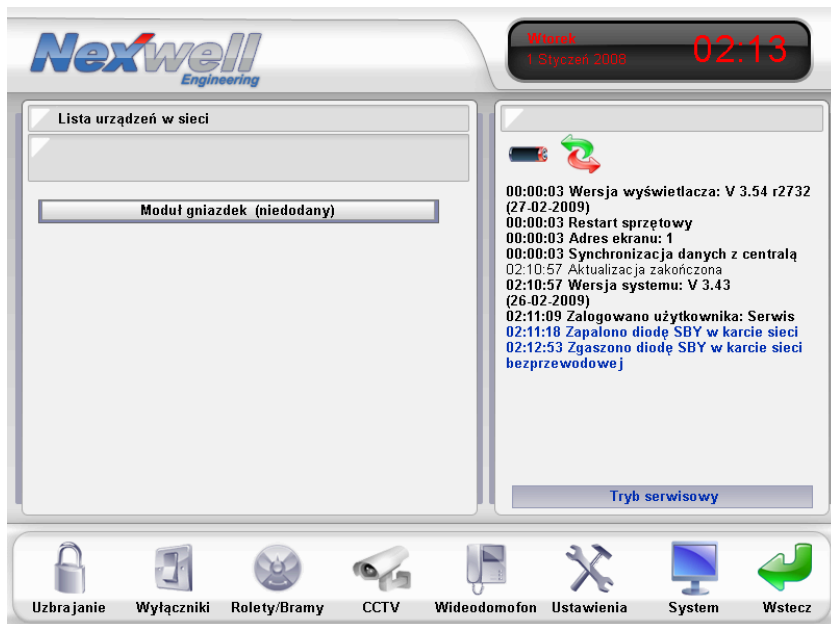 Nexwell
Engineering
Wtorek
1 Styczeń 2008
02:13
Lista urządzeń w sieci
Moduł gniazdek (niedodany)
00:00:03 Wersja wyświetlacza: V 3.54 r2732
(27-02-2009)
00:00:03 Restart sprzętowy
00:00:03 Adres ekranu: 1
00:00:03 Synchronizacja danych z centralą
02:10:57 Aktualizacja zakończona
02:10:57 Wersja systemu: V 3.43
(26-02-2009)
02:11:09 Zalogowano użytkownika: Serwis
02:11:18 Zapalono diodę SBY w karcie sieci
02:12:53 Zgaszono diodę SBY w karcie sieci
bezprzewodowej
Tryb serwisowy
Uzbrajanie
Wyłączniki
Rolety/Bramy
CCTV
Wideodomofon
Ustawienia
System
Wstecz